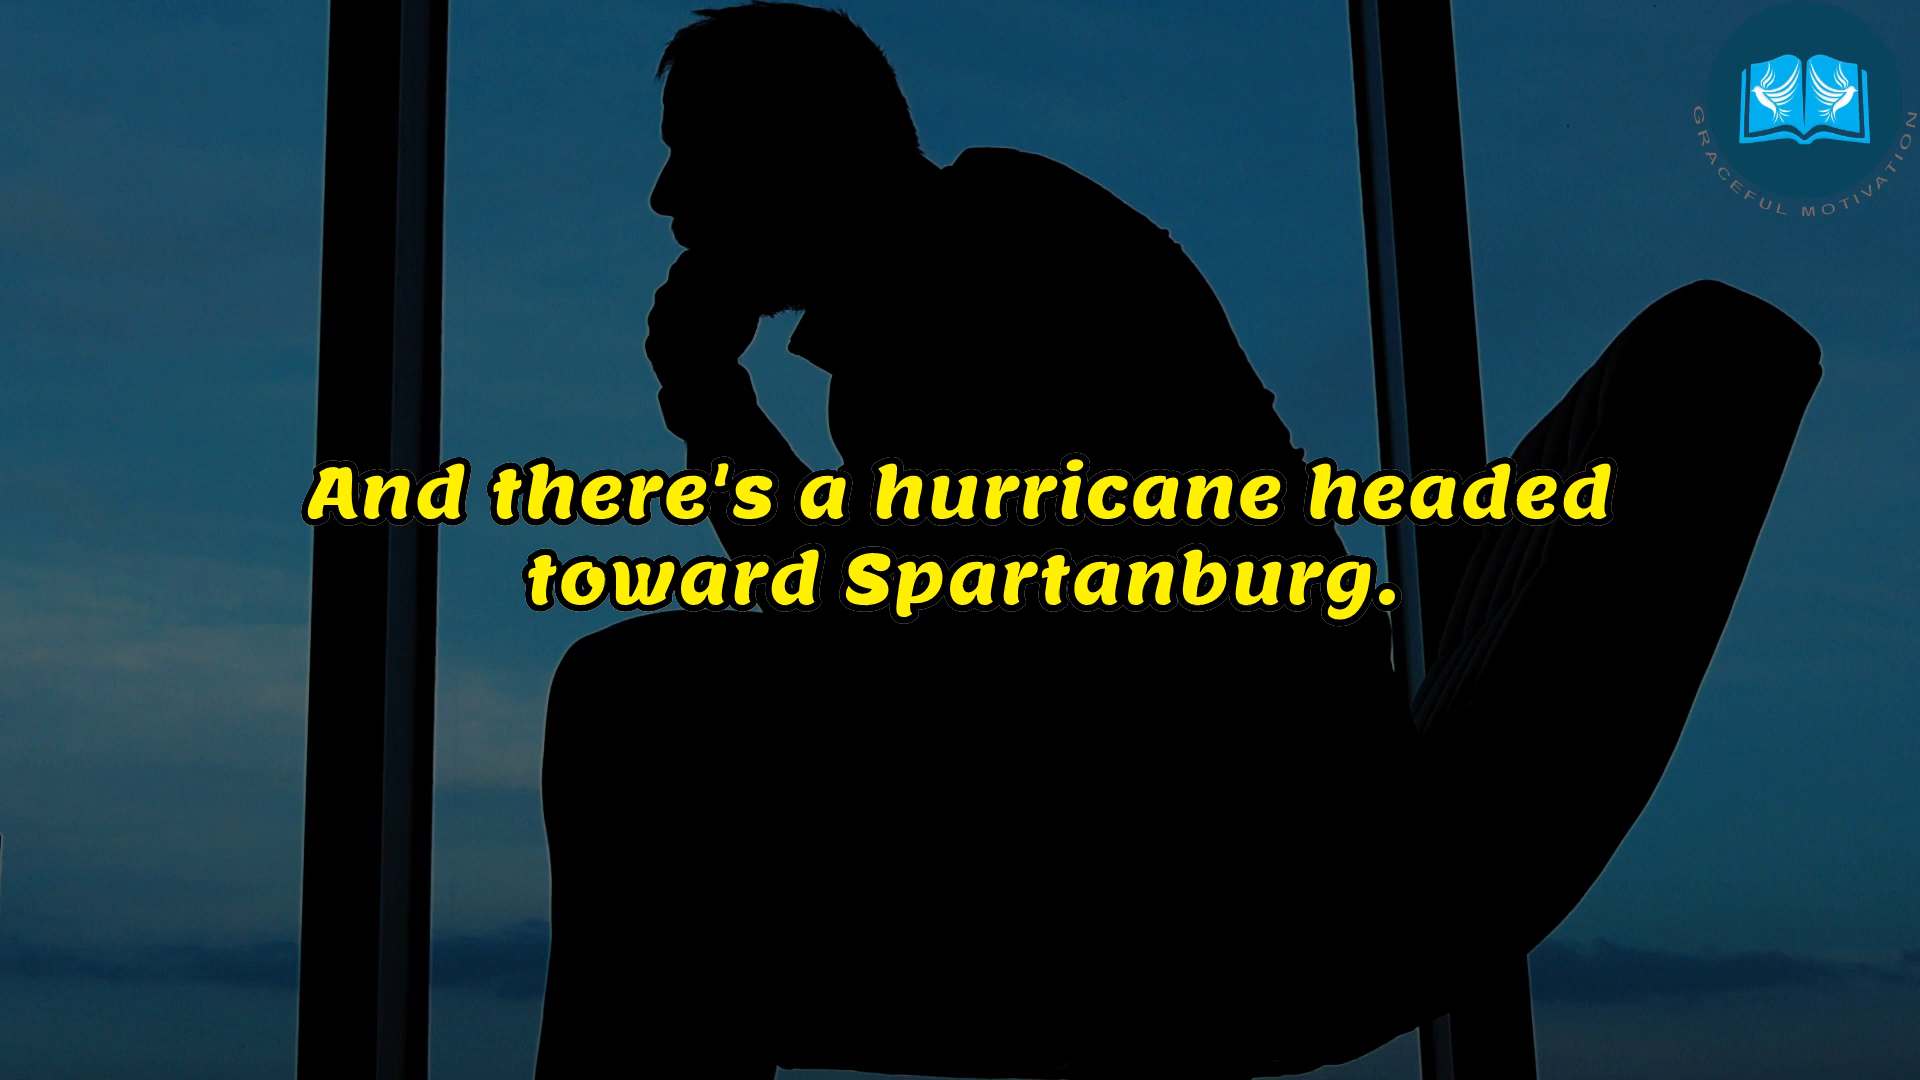 GRACEFUL MOTIVATION
And there's a hurricane headed
toward Spartanburg.